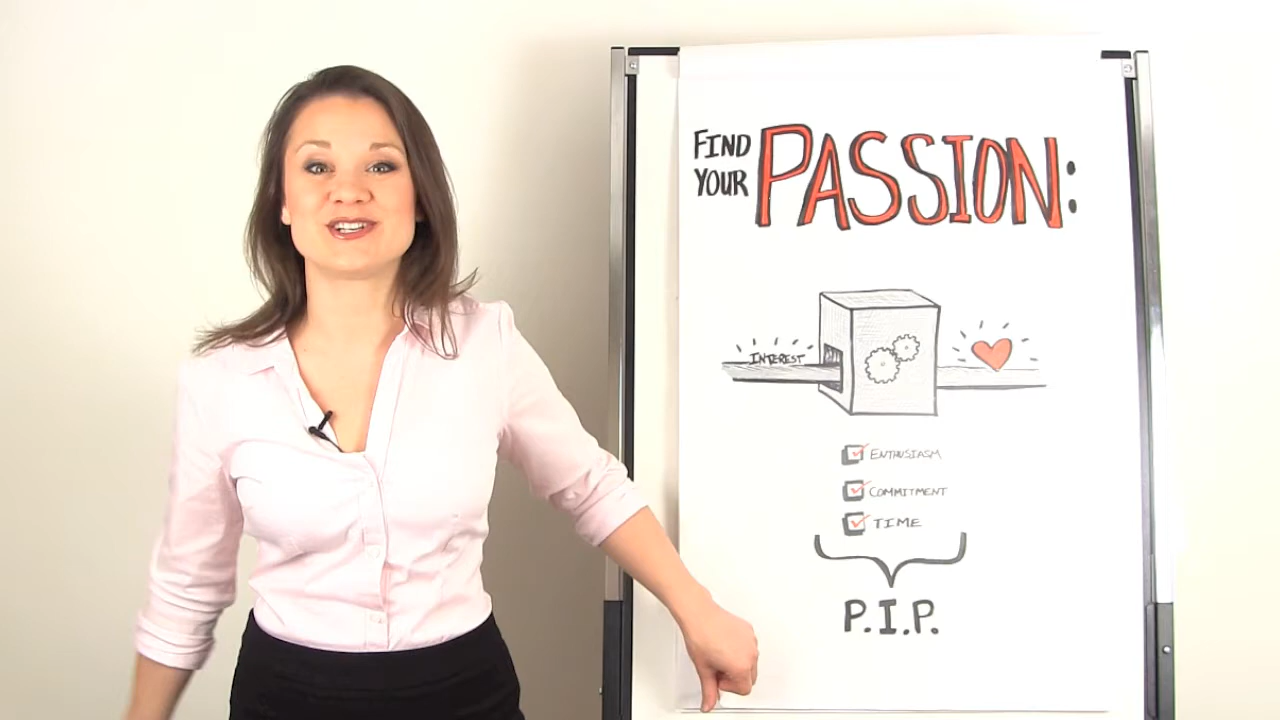 FIND
YOUR
PASSION:
INTEREST
ENTHUSIASM
COMMITMENT
TIME
P.I.P.